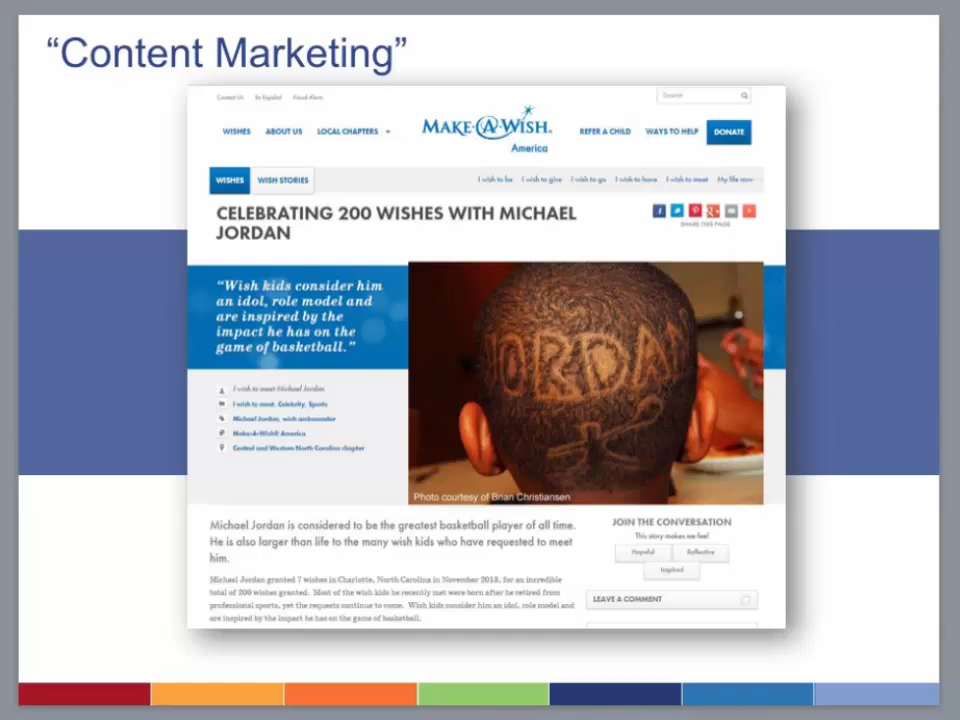 “Content Marketing”
Contact Us En Español Fraud Alerts
Search
WISHES ABOUT US LOCAL CHAPTERS
MAKE-A-WISH.
America
REFER A CHILD WAYS TO HELP DONATE
WISHES WISH STORIES
I wish to be I wish to give I wish to go I wish to have I wish to meet My life now
CELEBRATING 200 WISHES WITH MICHAEL
JORDAN
SHARE THIS PAGE
“Wish kids consider him
an idol, role model and
are inspired by the
impact he has on the
game of basketball.”
JORDAN
I wish to meet Michael Jordan
I wish to meet, Celebrity, Sports
Michael Jordan, wish ambassador
Make-A-Wish® America
Central and Western North Carolina chapter
Photo courtesy of Brian Christiansen
Michael Jordan is considered to be the greatest basketball player of all time.
He is also larger than life to the many wish kids who have requested to meet
him.
Michael Jordan granted 7 wishes in Charlotte, North Carolina in November 2013, for an incredible
total of 200 wishes granted. Most of the wish kids he recently met were born after he retired from
professional sports, yet the requests continue to come. Wish kids consider him an idol, role model and
are inspired by the impact he has on the game of basketball.
JOIN THE CONVERSATION
This story makes me feel
Hopeful Reflective
Inspired
LEAVE A COMMENT